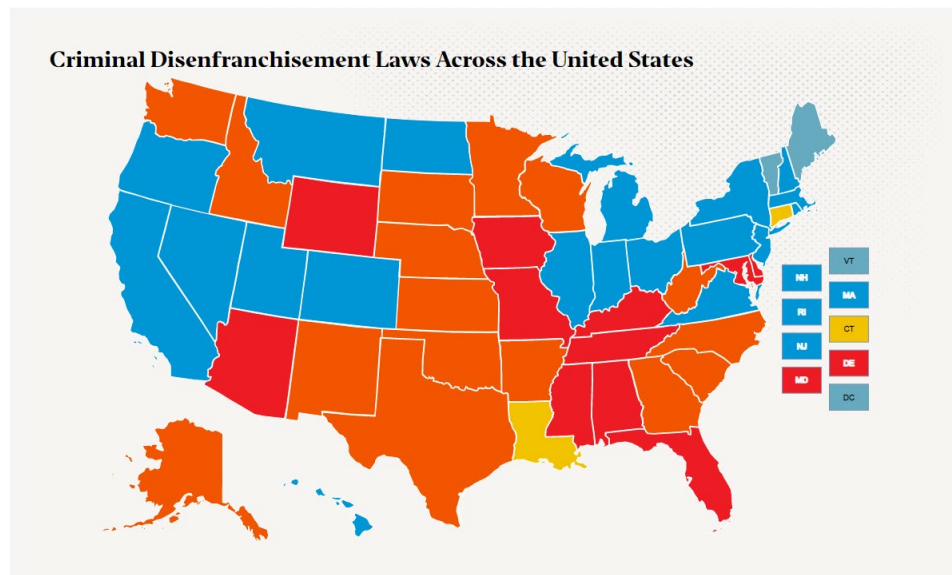 Criminal Disenfranchisement Laws Across the United States
VT
NH
MA
RI
CT
NJ
DE
MD
DC